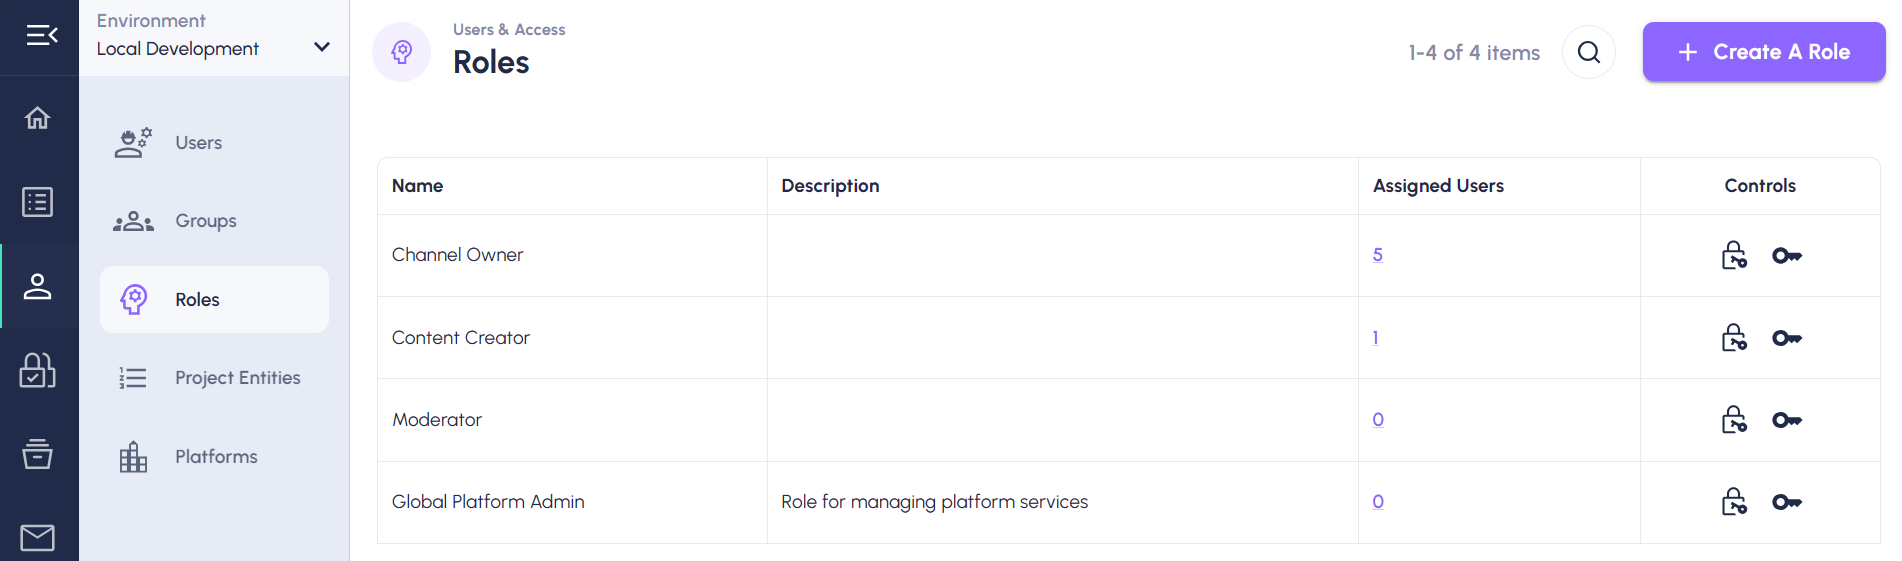 Environment
Local Development
Users
Groups
Roles
Project Entities
Platforms
Users & Access
Roles
1-4 of 4 items
Create A Role
Name Description Assigned Users Controls
Channel Owner 5
Content Creator 1
Moderator 0
Global Platform Admin Role for managing platform services 0